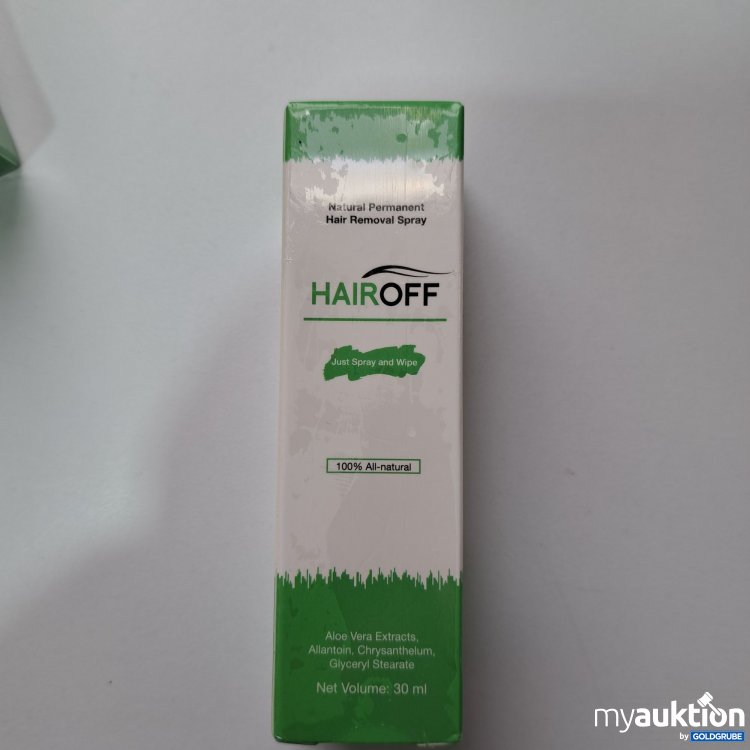 Natural Permanent
Hair Removal Spray
HAIROFF
Just Spray and Wipe
100% All-natural
Aloe Vera Extracts,
Allantoin, Chrysanthelum,
Glyceryl Stearate
Net Volume: 30 ml
myauktion
by GOLDGRUBE